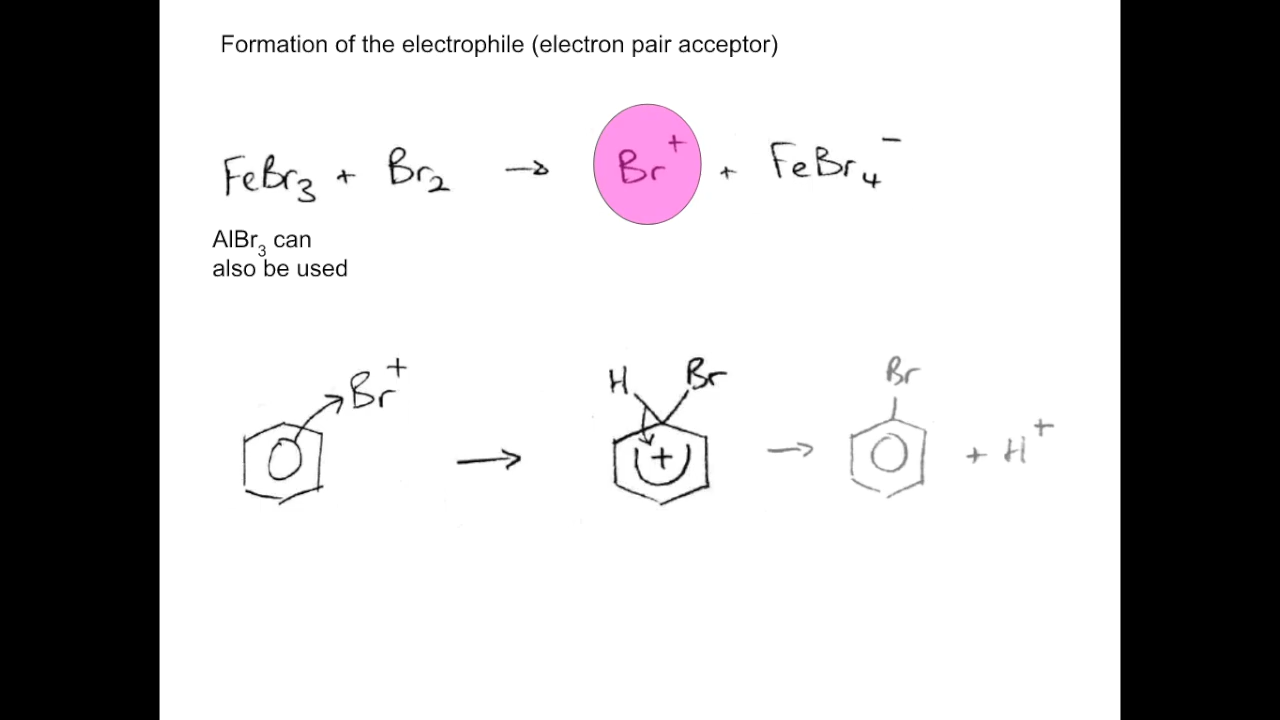 Formation of the electrophile (electron pair acceptor)
FeBr₃ + Br₂ → Br⁺ + FeBr₄⁻
AlBr₃ can
also be used
Br⁺ → H Br + → Br + H⁺